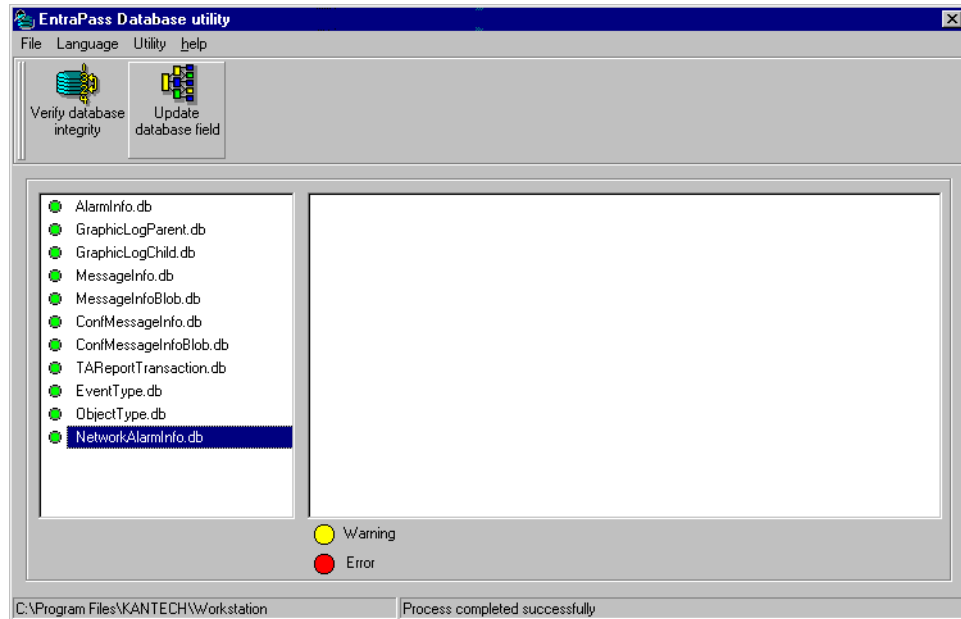 EntraPass Database utility
File Language Utility help
Verify database
integrity
Update
database field
AlarmInfo.db
GraphicLogParent.db
GraphicLogChild.db
MessageInfo.db
MessageInfoBlob.db
ConfMessageInfo.db
ConfMessageInfoBlob.db
TAReportTransaction.db
EventType.db
ObjectType.db
NetworkAlarmInfo.db
Warning
Error
C:\Program Files\KANTECH\Workstation
Process completed successfully